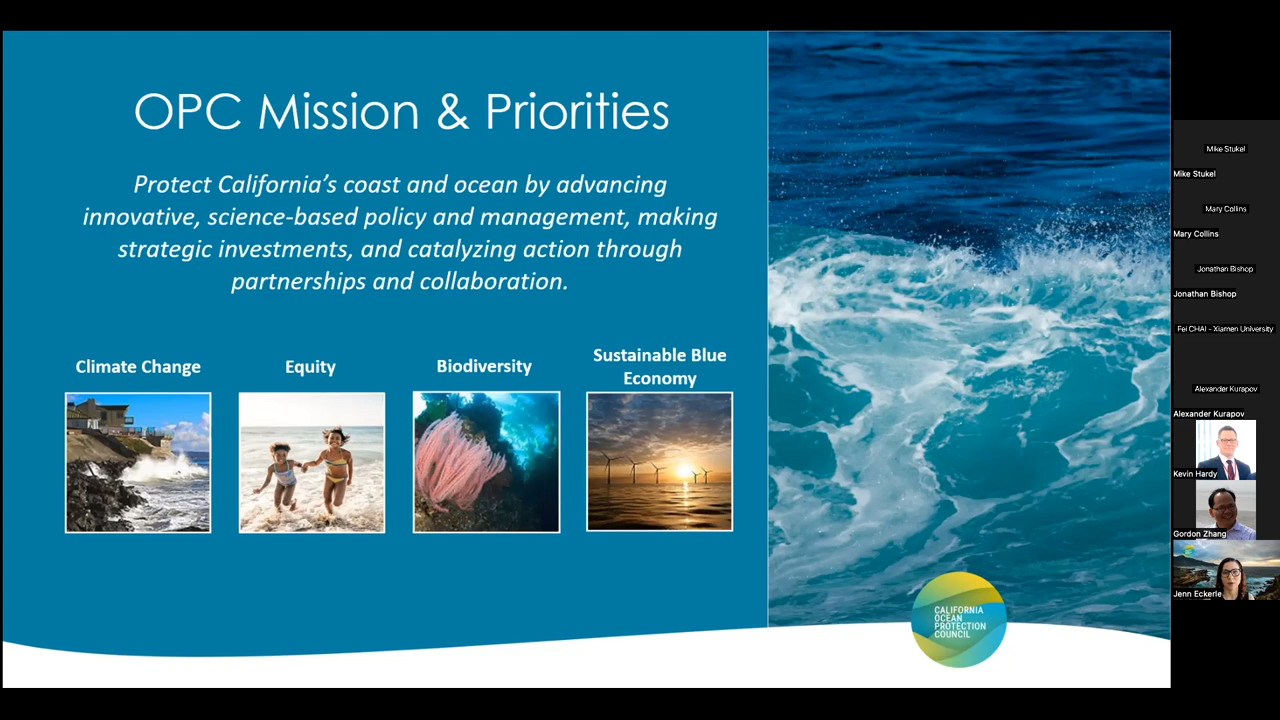 OPC Mission & Priorities
Protect California’s coast and ocean by advancing
innovative, science-based policy and management, making
strategic investments, and catalyzing action through
partnerships and collaboration.
Climate Change
Equity
Biodiversity
Sustainable Blue
Economy
CALIFORNIA
OCEAN
PROTECTION
COUNCIL
Mike Stukel
Mike Stukel
Mary Collins
Mary Collins
Jonathan Bishop
Jonathan Bishop
Fei CHAI - Xiamen University
Alexander Kurapov
Alexander Kurapov
Kevin Hardy
Gordon Zhang
Jenn Eckerle